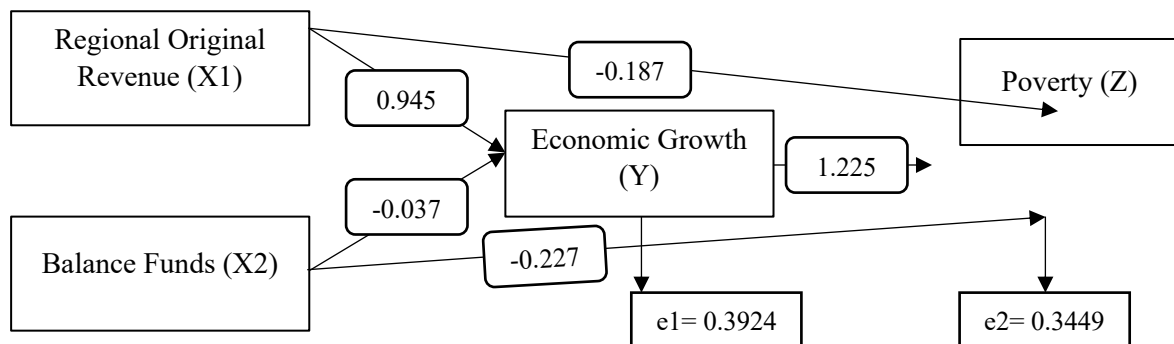 Regional Original
Revenue (X1)
-0.187
Poverty (Z)
0.945
Economic Growth
(Y)
1.225
-0.037
Balance Funds (X2)
-0.227
e1= 0.3924
e2= 0.3449